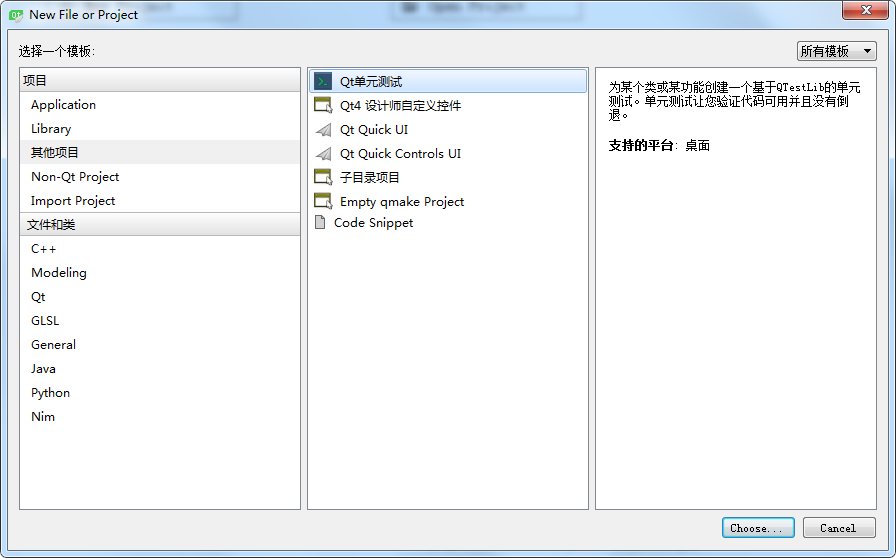 New File or Project
选择一个模板:
所有模板
项目
Application
Library
其他项目
Non-Qt Project
Import Project
文件和类
C++
Modeling
Qt
GLSL
General
Java
Python
Nim
Qt单元测试
Qt4 设计师自定义控件
Qt Quick UI
Qt Quick Controls UI
子目录项目
Empty qmake Project
Code Snippet
为某个类或某功能创建一个基于QTestLib的单元
测试。单元测试让您验证代码可用并且没有倒
退。
支持的平台: 桌面
Choose...
Cancel